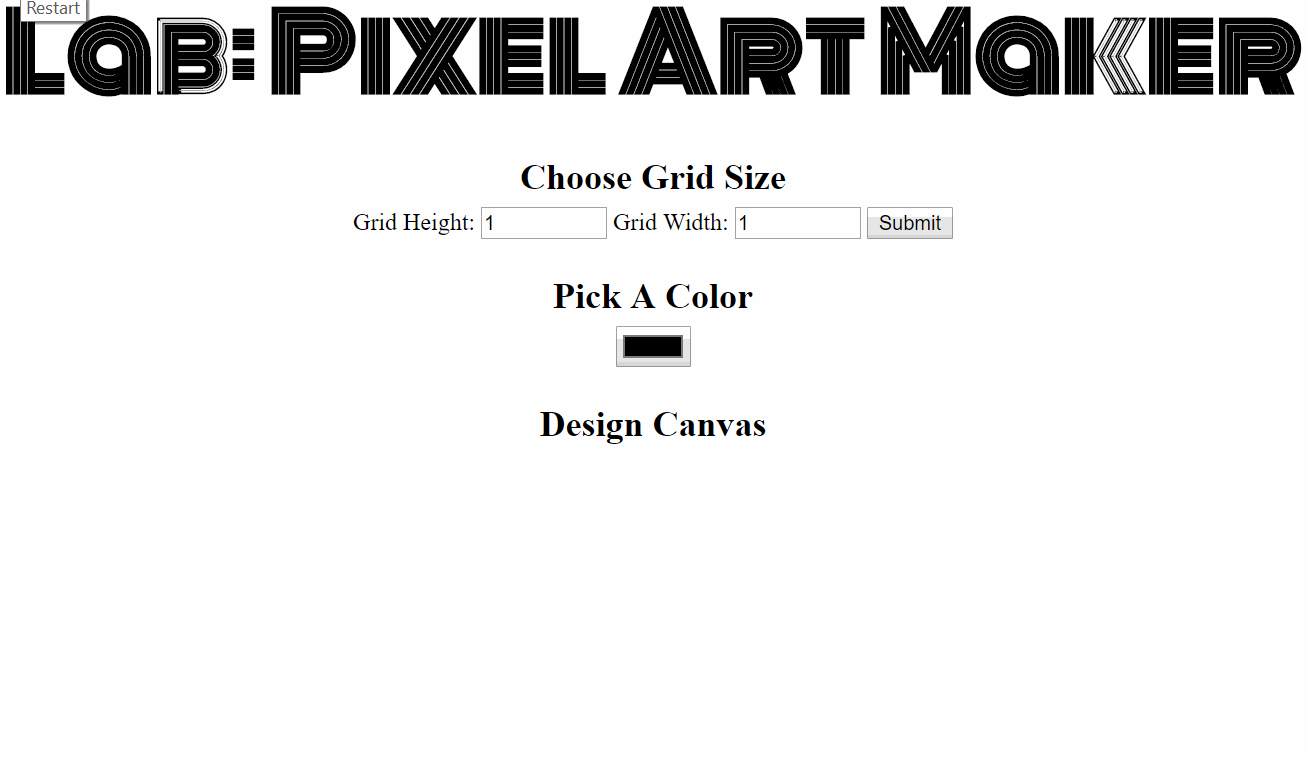 Restart
Lab: Pixel Art Maker
Choose Grid Size
Grid Height: 1 Grid Width: 1 Submit
Pick A Color
Design Canvas